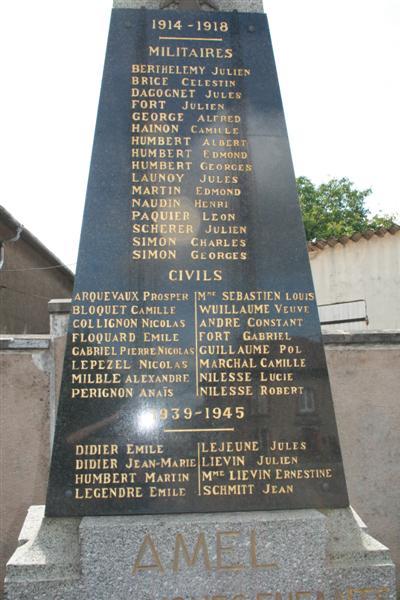 1914-1918
MILITAIRES
BERTHELEMY JULIEN
BRICE CELESTIN
DAGOGNET JULES
FORT JULIEN
GEORGE ALFRED
HAINON CAMILLE
HUMBERT ALBERT
HUMBERT EDMOND
HUMBERT GEORGES
LAUNOY JULES
MARTIN EDMOND
NAUDIN HENRI
PAQUIER LEON
SCHERER JULIEN
SIMON CHARLES
SIMON GEORGES
CIVILS
ARQUEVAUX PROSPER
BLOQUET CAMILLE
COLLIGNON NICOLAS
FLOQUARD EMILE
GABRIEL PIERRE NICOLAS
LEPEZEL NICOLAS
MILBLE ALEXANDRE
PERIGNON ANAÏS
MME SEBASTIEN LOUIS
WUILLAUME VEUVE
ANDRE CONSTANT
FORT GABRIEL
GUILLAUME POL
MARCHAL CAMILLE
NILESSE LUCIE
NILESSE ROBERT
1939-1945
DIDIER EMILE
DIDIER JEAN-MARIE
HUMBERT MARTIN
LEGENDRE EMILE
LEJEUNE JULES
LIEVIN JULIEN
MME LIEVIN ERNESTINE
SCHMITT JEAN
AMEL
ENFANTS